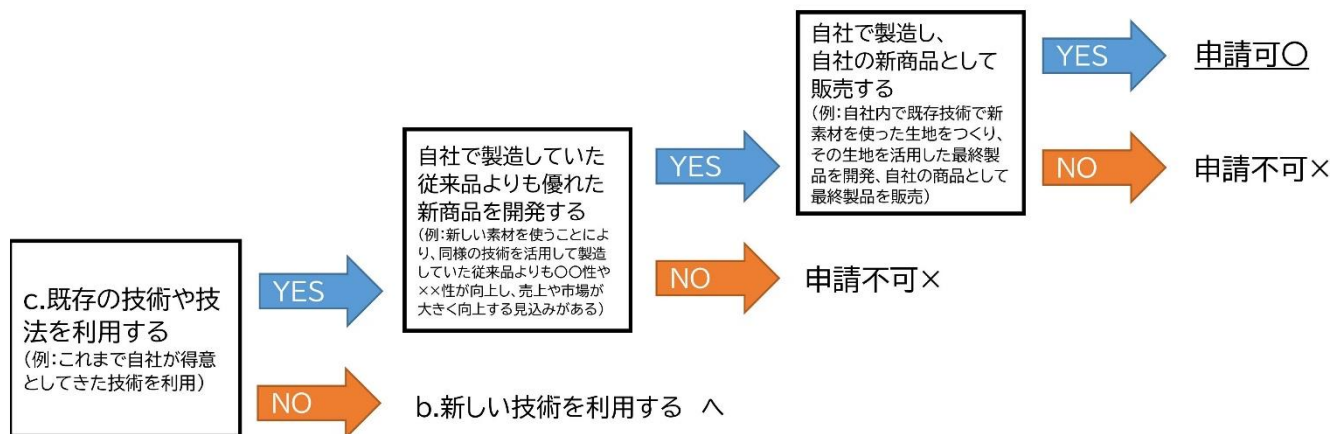 c.既存の技術や技
法を利用する
(例:これまで自社が得意
としてきた技術を利用)
YES
NO
b.新しい技術を利用する へ
自社で製造していた
従来品よりも優れた
新商品を開発する
(例:新しい素材を使うことによ
り、同様の技術を活用して製造
していた従来品よりも〇〇性や
××性が向上し、売上や市場が
大きく向上する見込みがある)
YES
NO
申請不可×
自社で製造し、
自社の新商品として
販売する
(例:自社内で既存技術で新
素材を使った生地をつくり、
その生地を活用した最終製
品を開発、自社の商品として
最終製品を販売)
YES
申請可〇
NO
申請不可×